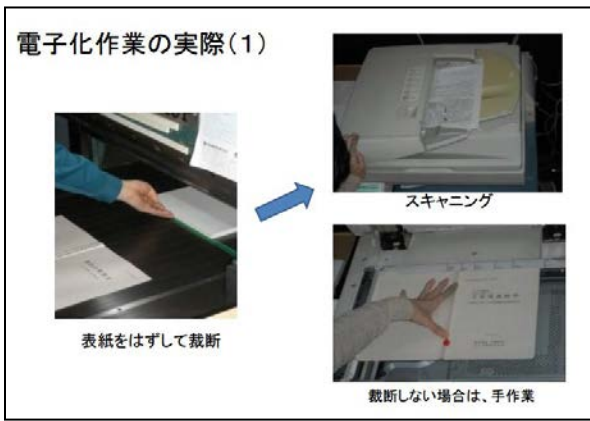 電子化作業の実際(1)
スキャニング
表紙をはずして裁断
裁断しない場合は、手作業